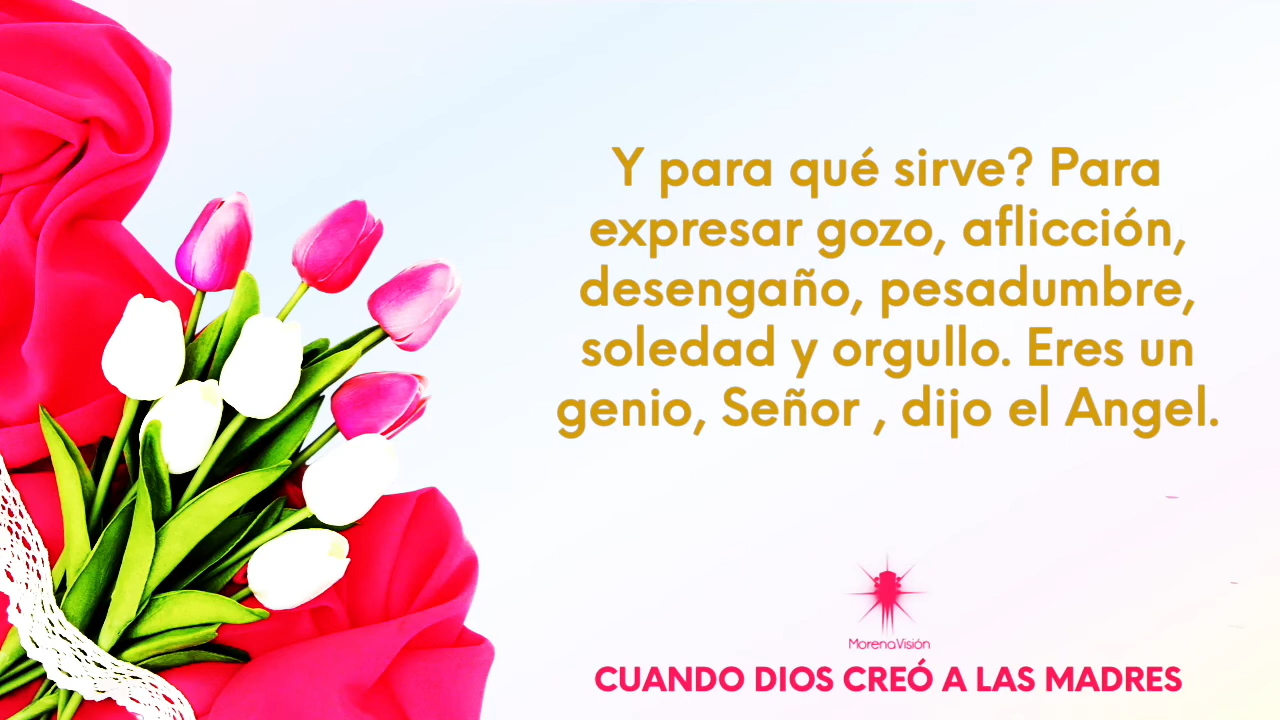 Y para qué sirve? Para
expresar gozo, aflicción,
desengaño, pesadumbre,
soledad y orgullo. Eres un
genio, Señor , dijo el Angel.
MorenaVisión
CUANDO DIOS CREÓ A LAS MADRES